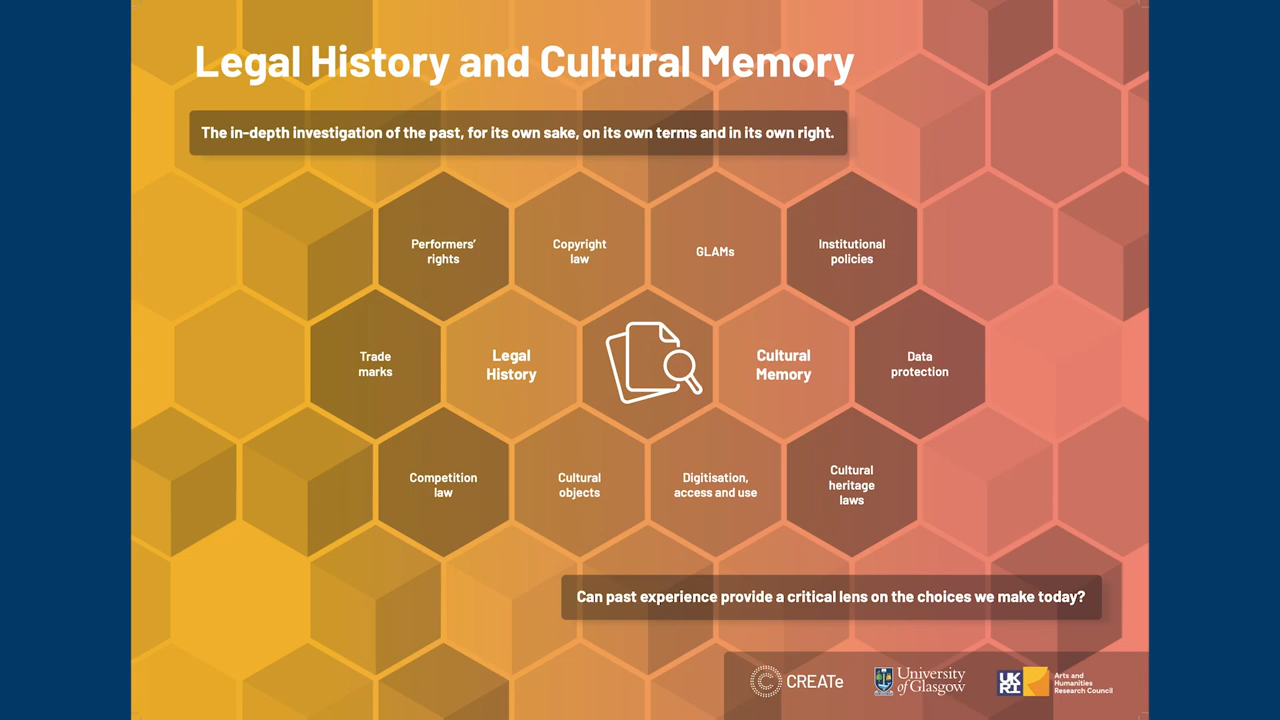 Legal History and Cultural Memory
The in-depth investigation of the past, for its own sake, on its own terms and in its own right.
Performers’
rights
Copyright
law
GLAMs
Institutional
policies
Trade
marks
Legal
History
Cultural
Memory
Data
protection
Competition
law
Cultural
objects
Digitisation,
access and use
Cultural
heritage
laws
Can past experience provide a critical lens on the choices we make today?
CREATe
University
of Glasgow
UK
RI
Arts and
Humanities
Research Council